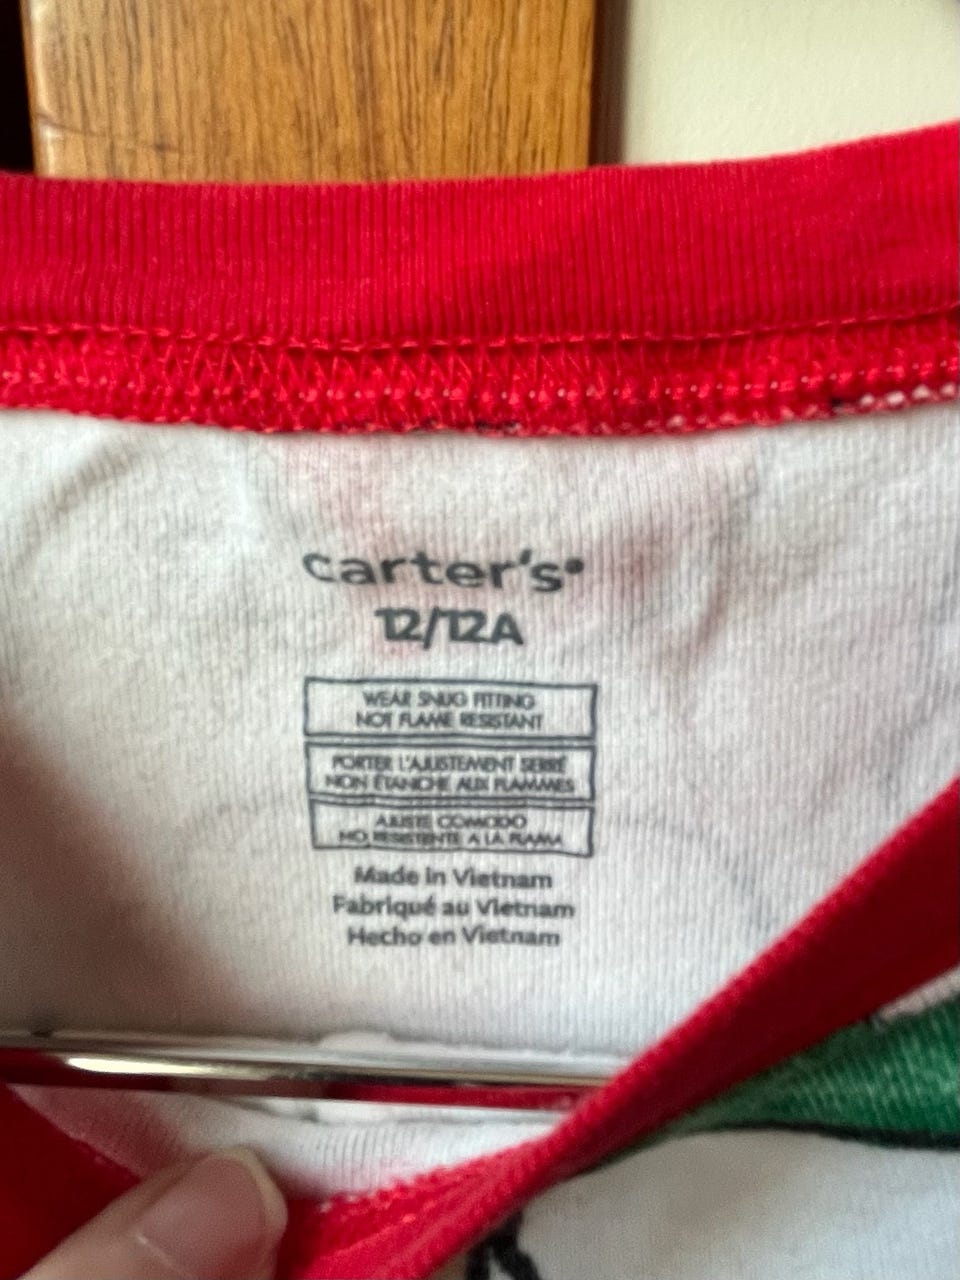 carter's®
12/12A
WEAR SNUG FITTING
NOT FLAME RESISTANT
PORTER L'AJUSTEMENT SERRÉ
NON ÉTANCHE AUX FLAMMES
AJUSTE COMODO
NO RESISTENTE A LA FLAMA
Made in Vietnam
Fabriqué au Vietnam
Hecho en Vietnam